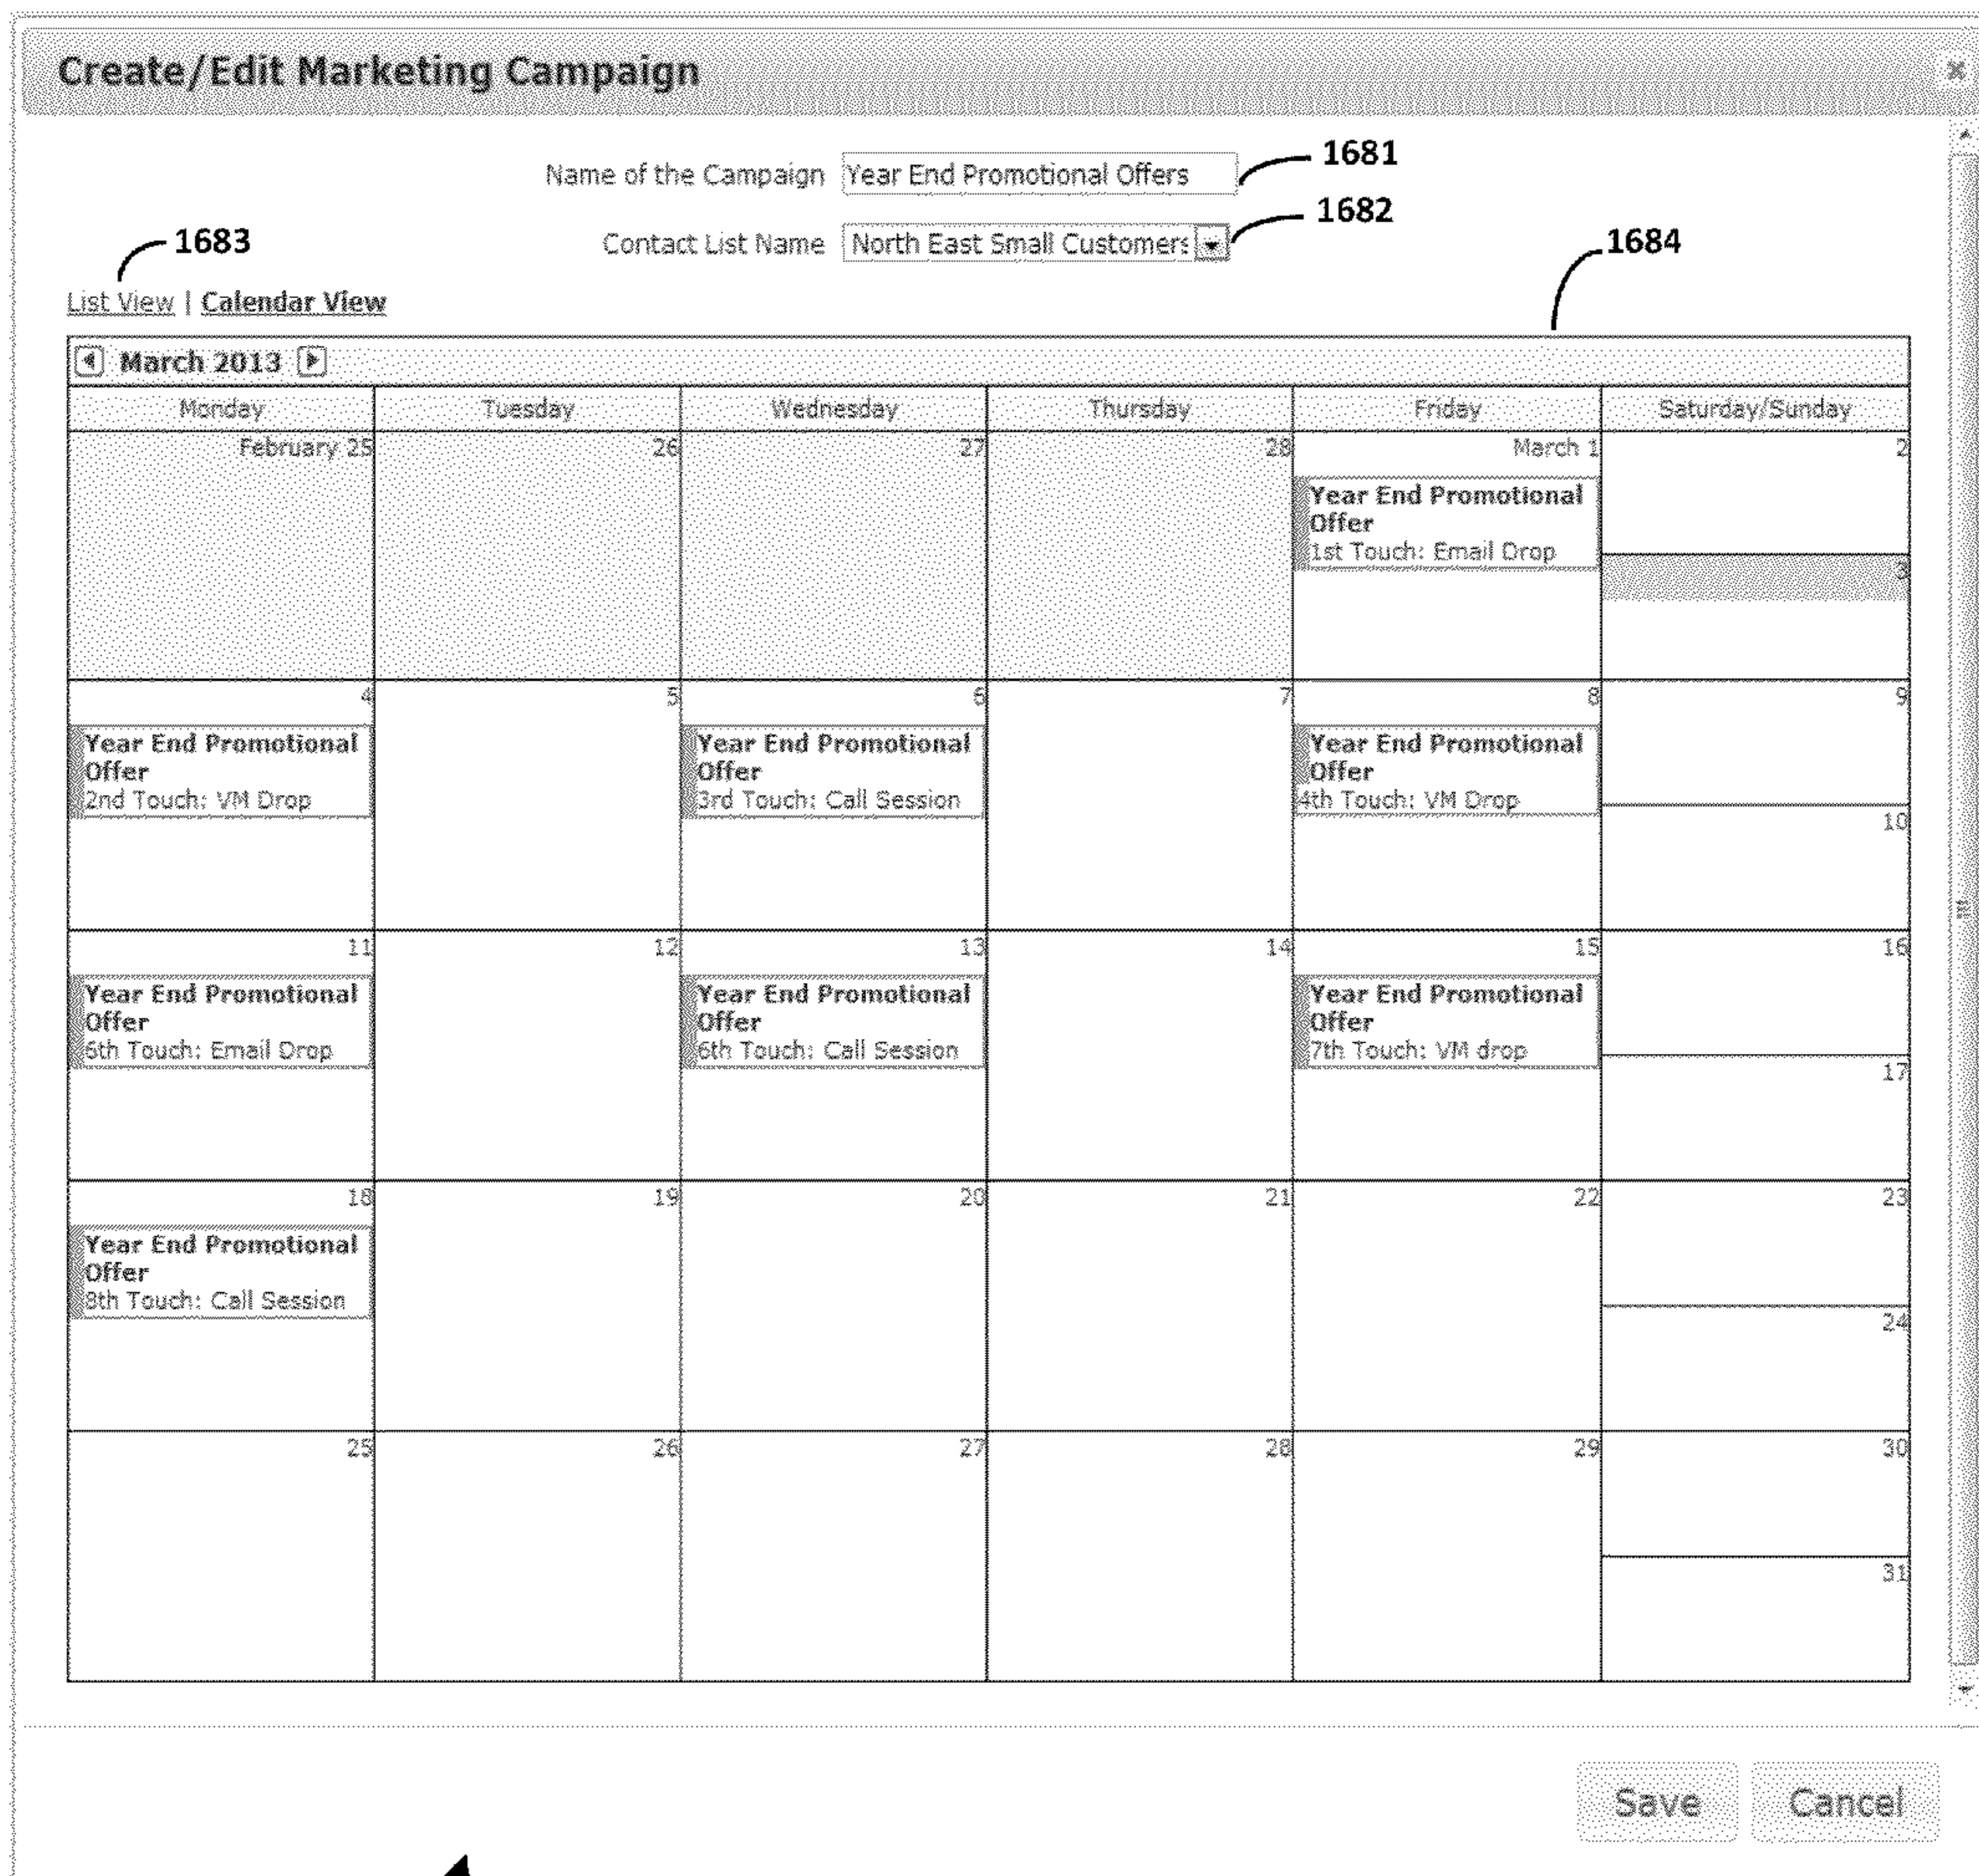 Create/Edit Marketing Campaign
Name of the Campaign Year End Promotional Offers 1681
Contact List Name North East Small Customers 1682
1683
1684
List View | Calendar View
March 2013
Monday Tuesday Wednesday Thursday Friday Saturday/Sunday
February 25 26 27 28 March 1 2
Year End Promotional
Offer
1st Touch: Email Drop
3
4 5 6 7 8 9
Year End Promotional Year End Promotional Year End Promotional
Offer Offer Offer
2nd Touch: VM Drop 3rd Touch: Call Session 4th Touch: VM Drop
10
11 12 13 14 15 16
Year End Promotional Year End Promotional Year End Promotional
Offer Offer Offer
6th Touch: Email Drop 6th Touch: Call Session 7th Touch: VM drop
17
18 19 20 21 22 23
Year End Promotional
Offer
8th Touch: Call Session
24
25 26 27 28 29 30
31
Save Cancel